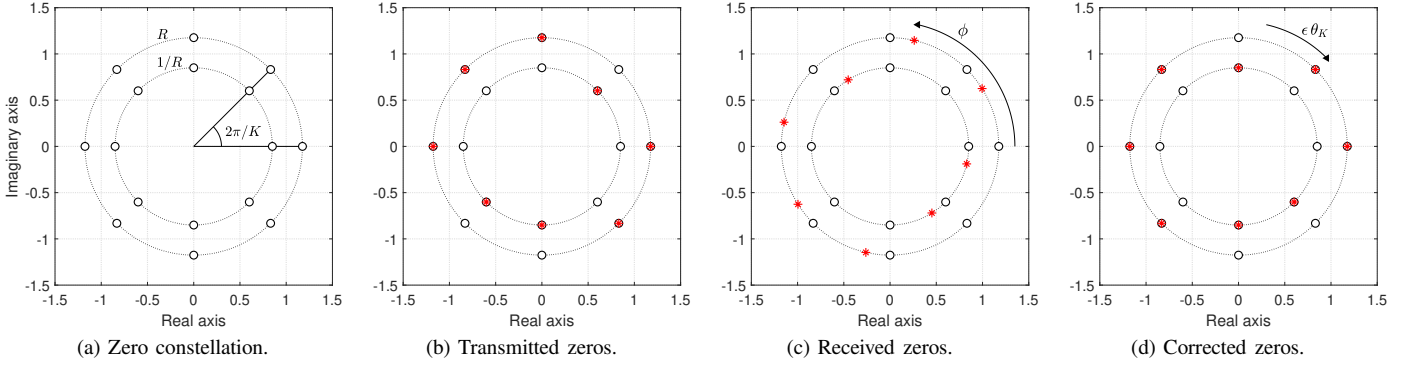 1.5
1
0.5
0
-0.5
-1
-1.5
-1.5 -1 -0.5 0 0.5 1 1.5
Imaginary axis
Real axis
R
1/R
2π/K
(a) Zero constellation.
1.5
1
0.5
0
-0.5
-1
-1.5
-1.5 -1 -0.5 0 0.5 1 1.5
Real axis
(b) Transmitted zeros.
1.5
1
0.5
0
-0.5
-1
-1.5
-1.5 -1 -0.5 0 0.5 1 1.5
Real axis
ϕ
(c) Received zeros.
1.5
1
0.5
0
-0.5
-1
-1.5
-1.5 -1 -0.5 0 0.5 1 1.5
Real axis
ϵ θ_K
(d) Corrected zeros.